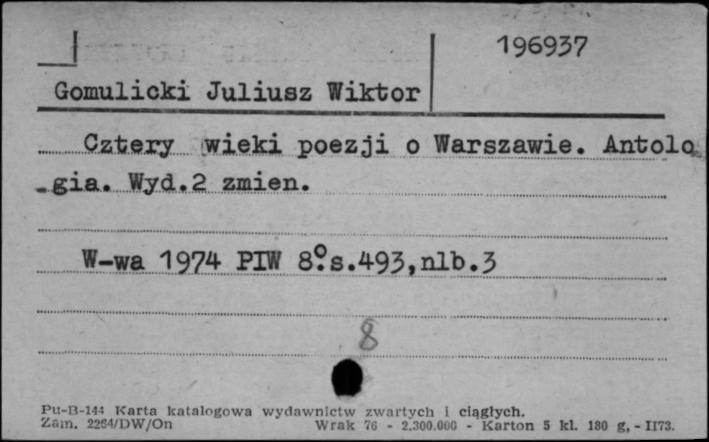 196937
Gomulicki Juliusz Wiktor
Cztery wieki poezji o Warszawie. Antolo
gia. Wyd.2 zmien.
W-wa 1974 PIW 8°.s.493,nlb.3
8
Pu-B-144 Karta katalogowa wydawnictw zwartych i ciągłych.
Zam. 2264/DW/On Wrak 76 - 2.300.000 - Karton 5 kl. 180 g, - II73.